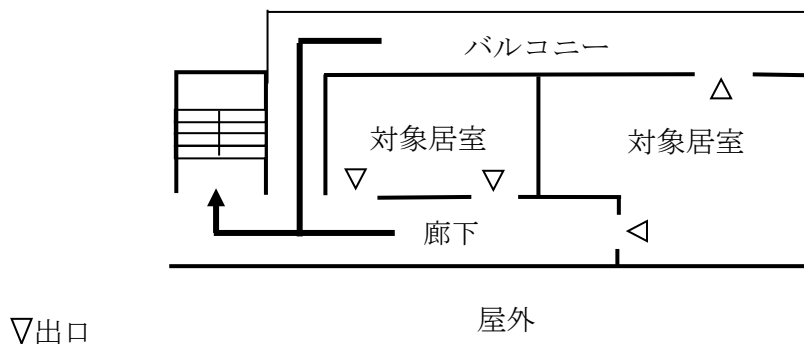 バルコニー
対象居室
対象居室
廊下
屋外
▽出口